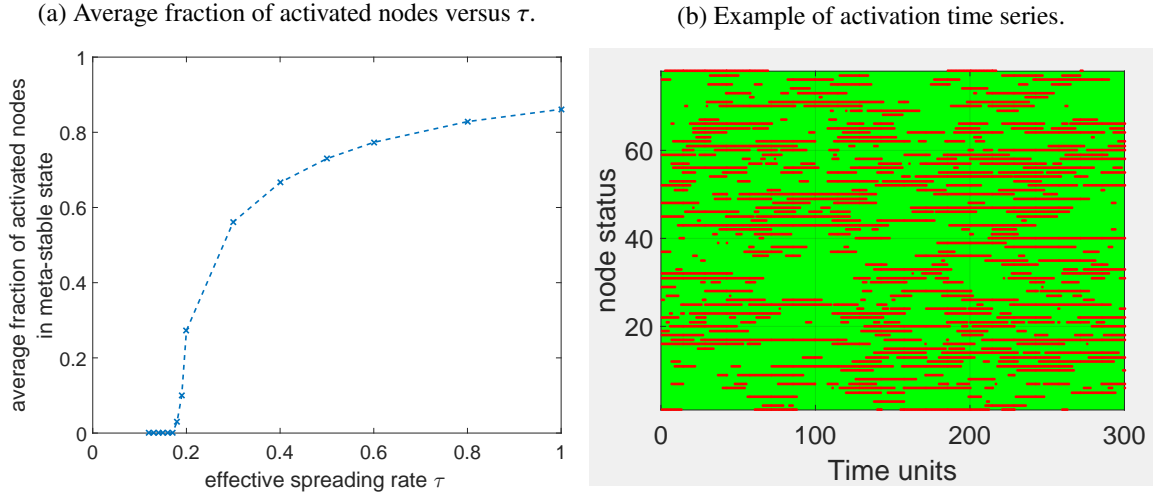 (a) Average fraction of activated nodes versus τ.
average fraction of activated nodes
in meta-stable state
1
0.8
0.6
0.4
0.2
0
0 0.2 0.4 0.6 0.8 1
effective spreading rate τ
(b) Example of activation time series.
node status
60
40
20
0 100 200 300
Time units